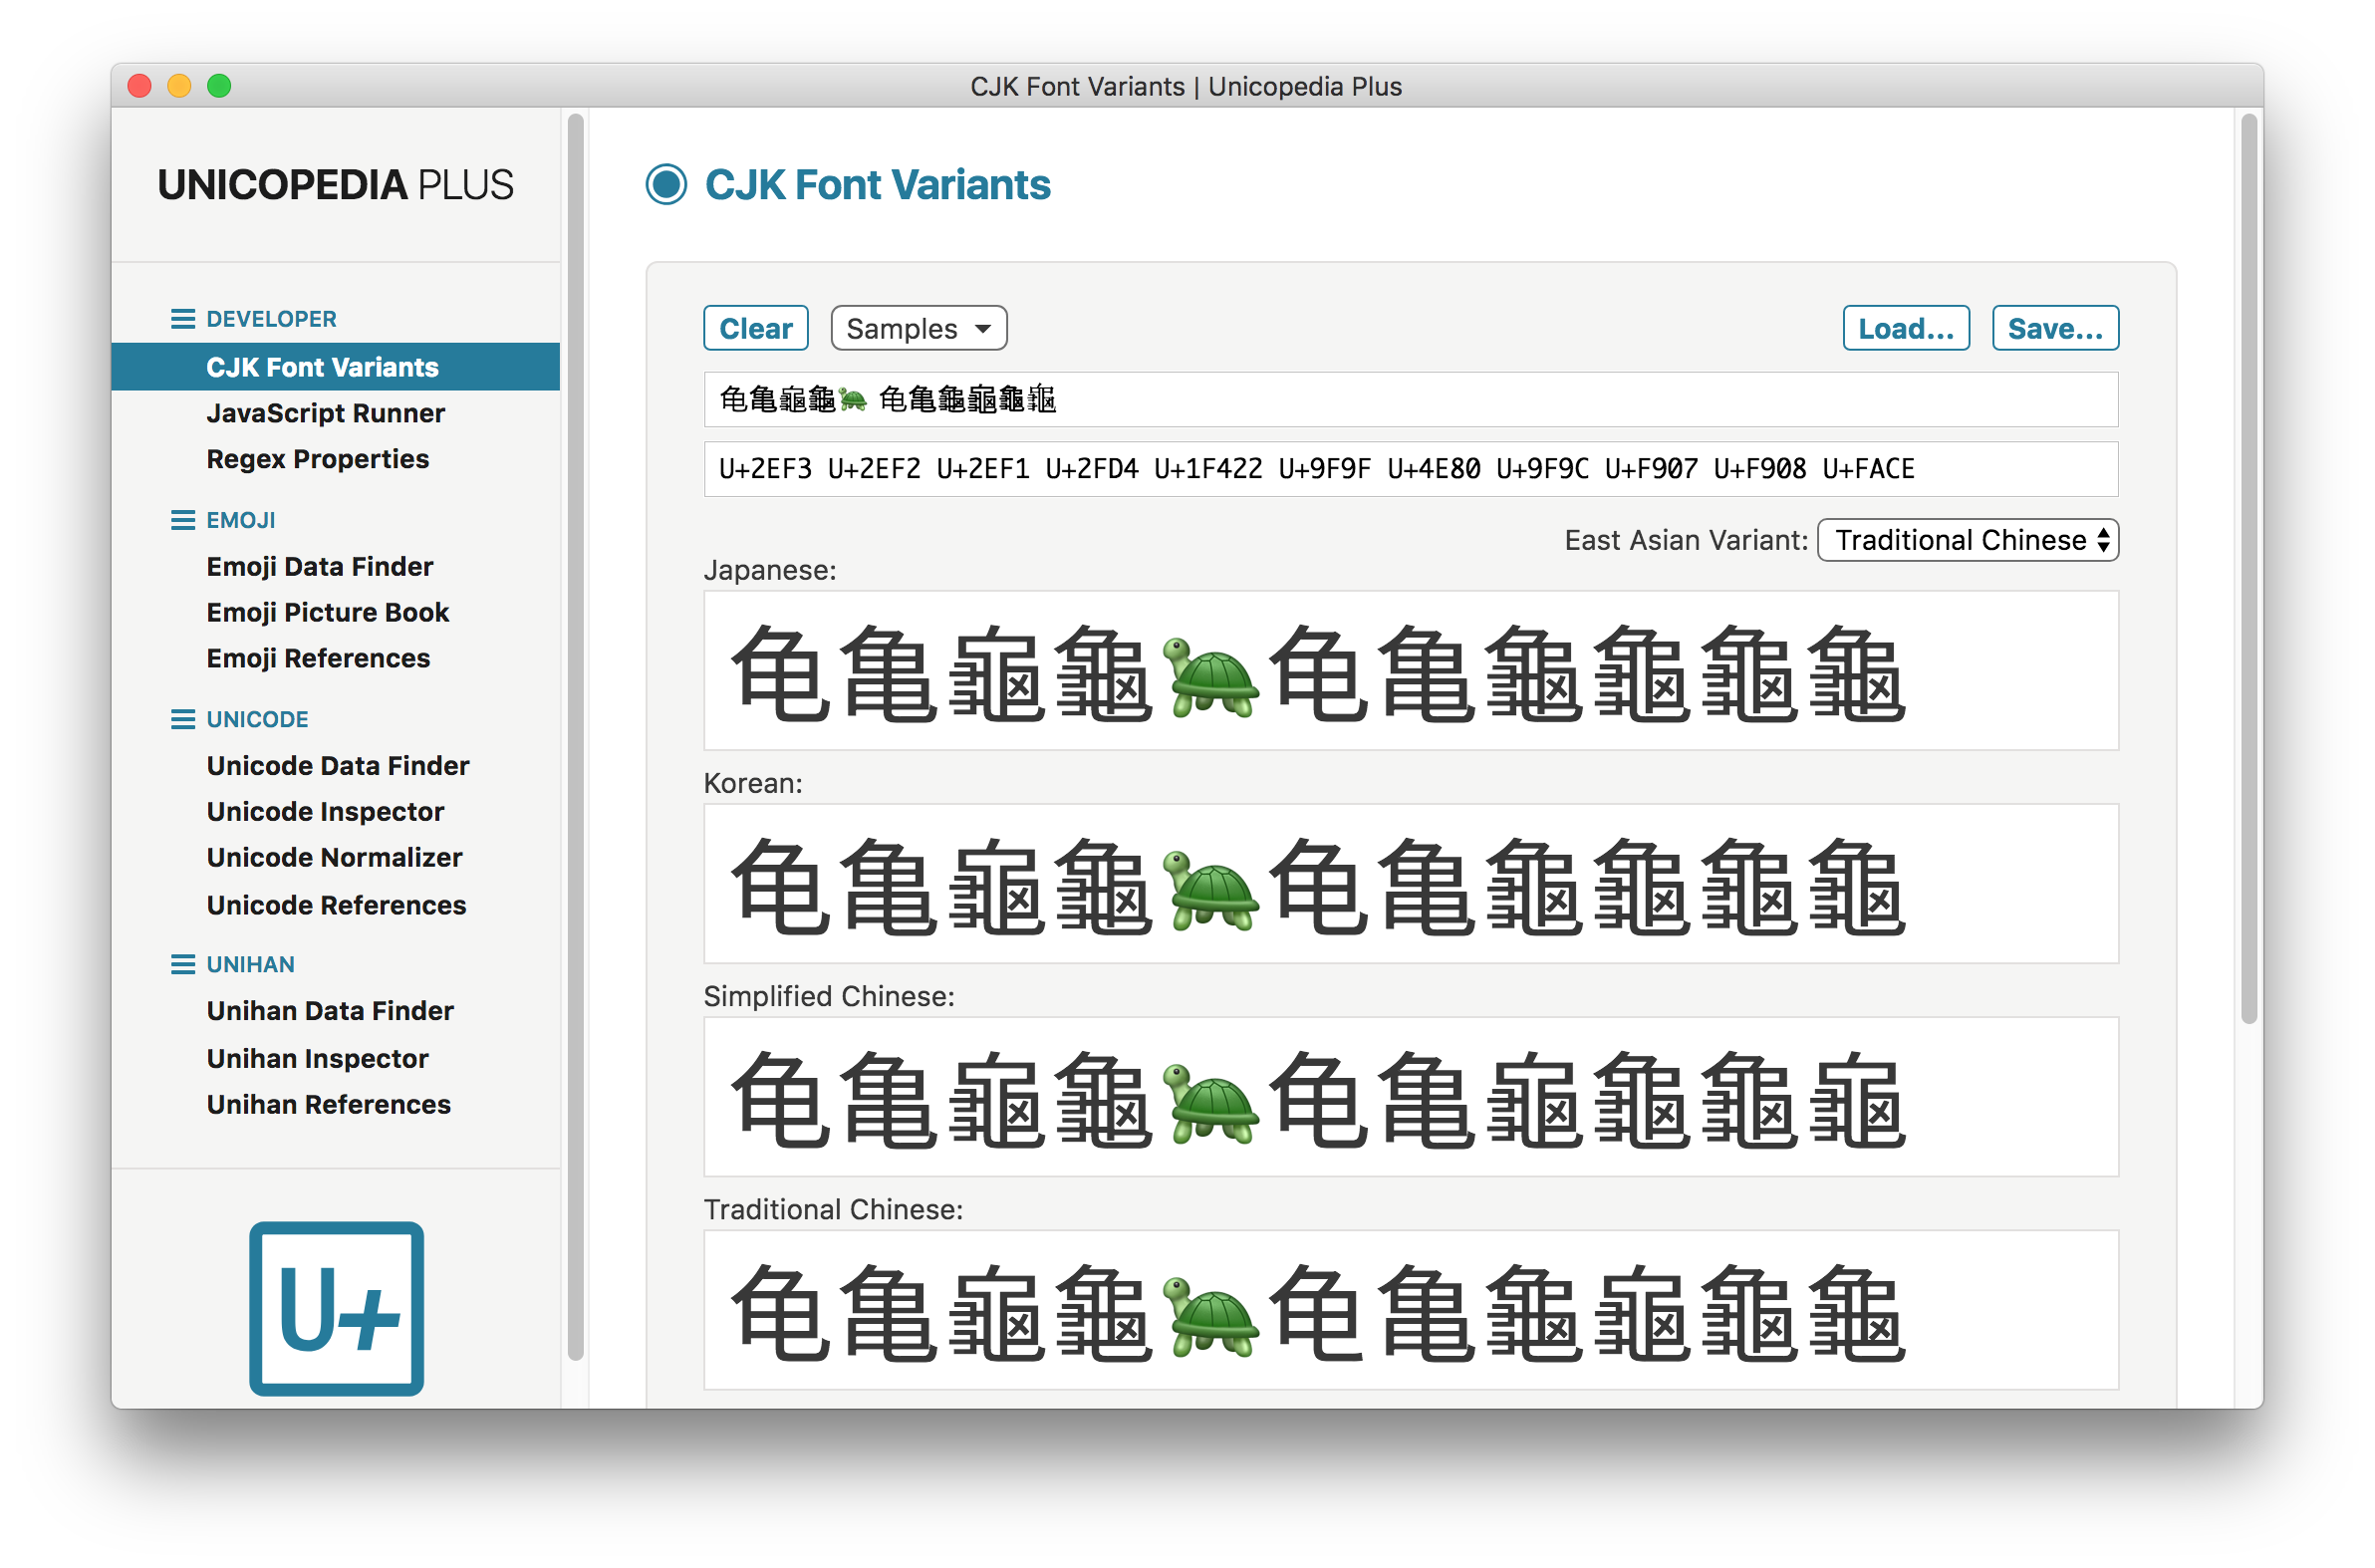 CJK Font Variants | Unicopedia Plus
UNICOPEDIA PLUS
DEVELOPER
CJK Font Variants
JavaScript Runner
Regex Properties
EMOJI
Emoji Data Finder
Emoji Picture Book
Emoji References
UNICODE
Unicode Data Finder
Unicode Inspector
Unicode Normalizer
Unicode References
UNIHAN
Unihan Data Finder
Unihan Inspector
Unihan References
U+
CJK Font Variants
Clear Samples Load... Save...
⻳⻲⻱⿔🐢龟亀龜龜龜龜
U+2EF3 U+2EF2 U+2EF1 U+2FD4 U+1F422 U+9F9F U+4E80 U+9F9C U+F907 U+F908 U+FACE
East Asian Variant: Traditional Chinese
Japanese:
⻳⻲⻱⿔🐢龟亀龜龜龜龜
Korean:
⻳⻲⻱⿔🐢龟亀龜龜龜龜
Simplified Chinese:
⻳⻲⻱⿔🐢龟亀龜龜龜龜
Traditional Chinese:
⻳⻲⻱⿔🐢龟亀龜龜龜龜